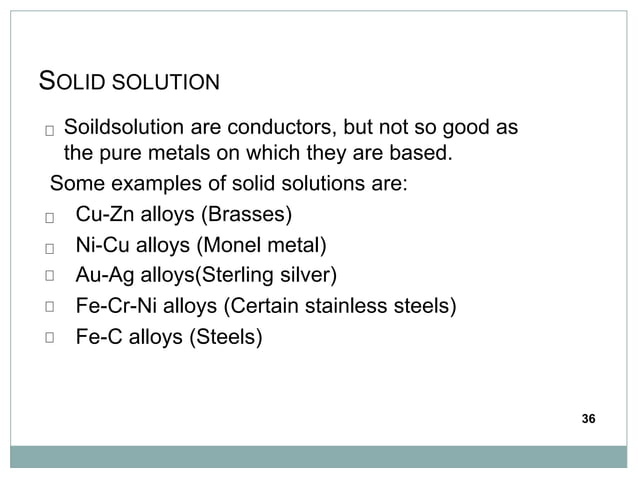 SOLID SOLUTION
Soildsolution are conductors, but not so good as
the pure metals on which they are based.
Some examples of solid solutions are:
Cu-Zn alloys (Brasses)
Ni-Cu alloys (Monel metal)
Au-Ag alloys(Sterling silver)
Fe-Cr-Ni alloys (Certain stainless steels)
Fe-C alloys (Steels)
36